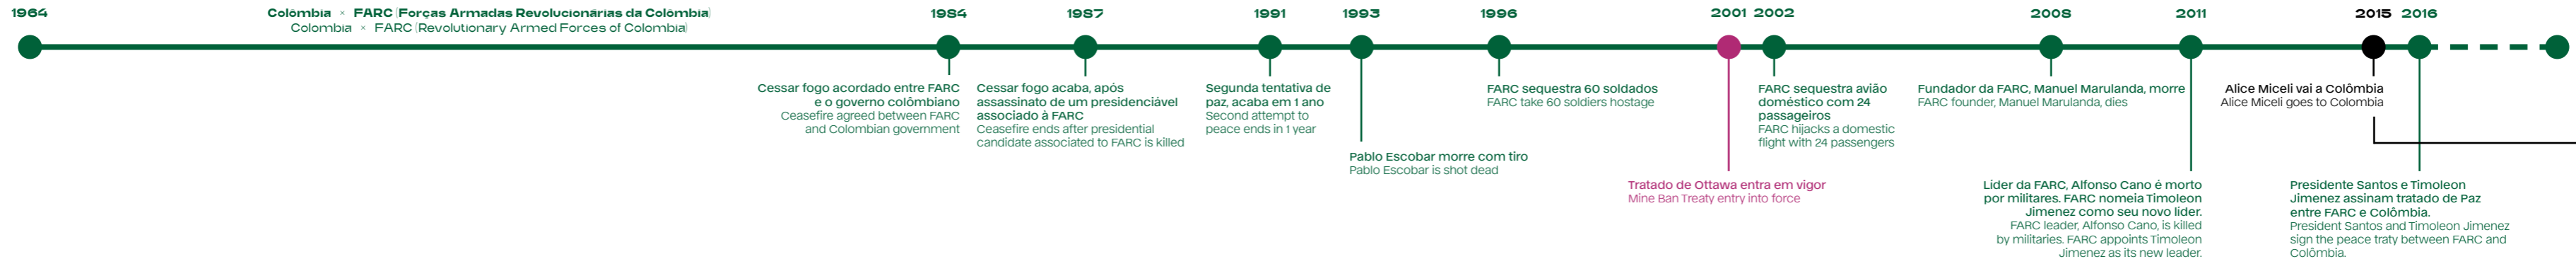 1964
Colômbia × FARC (Forças Armadas Revolucionárias da Colômbia)
Colombia × FARC (Revolutionary Armed Forces of Colombia)
1984
Cessar fogo acordado entre FARC
e o governo colômbiano
Ceasefire agreed between FARC
and Colombian government
1987
Cessar fogo acaba, após
assassinato de um presidenciável
associado à FARC
Ceasefire ends after presidential
candidate associated to FARC is killed
1991
Segunda tentativa de
paz, acaba em 1 ano
Second attempt to
peace ends in 1 year
1993
Pablo Escobar morre com tiro
Pablo Escobar is shot dead
1996
FARC sequestra 60 soldados
FARC take 60 soldiers hostage
2001
Tratado de Ottawa entra em vigor
Mine Ban Treaty entry into force
2002
FARC sequestra avião
doméstico com 24
passageiros
FARC hijacks a domestic
flight with 24 passengers
2008
Fundador da FARC, Manuel Marulanda, morre
FARC founder, Manuel Marulanda, dies
2011
Líder da FARC, Alfonso Cano é morto
por militares. FARC nomeia Timoleon
Jimenez como seu novo líder.
FARC leader, Alfonso Cano, is killed
by militaries. FARC appoints Timoleon
Jimenez as its new leader.
2015
Alice Miceli vai a Colômbia
Alice Miceli goes to Colombia
2016
Presidente Santos e Timoleon
Jimenez assinam tratado de Paz
entre FARC e Colômbia.
President Santos and Timoleon Jimenez
sign the peace traty between FARC and
Colômbia.